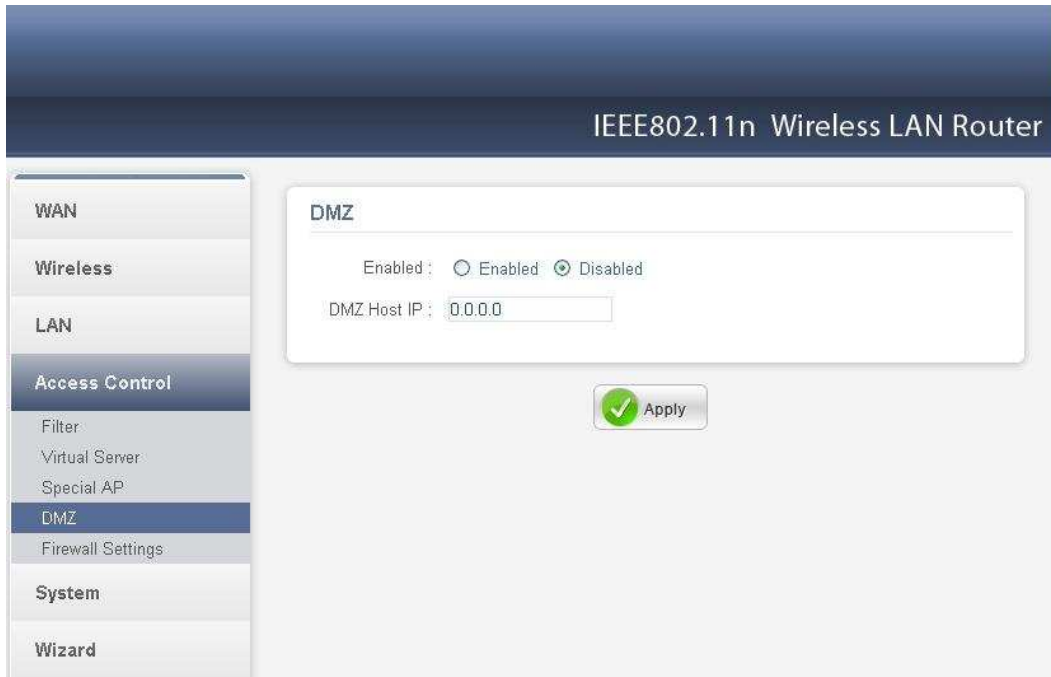 IEEE802.11n Wireless LAN Router
WAN
Wireless
LAN
Access Control
Filter
Virtual Server
Special AP
DMZ
Firewall Settings
System
Wizard
DMZ
Enabled : Enabled Disabled
DMZ Host IP : 0.0.0.0
Apply